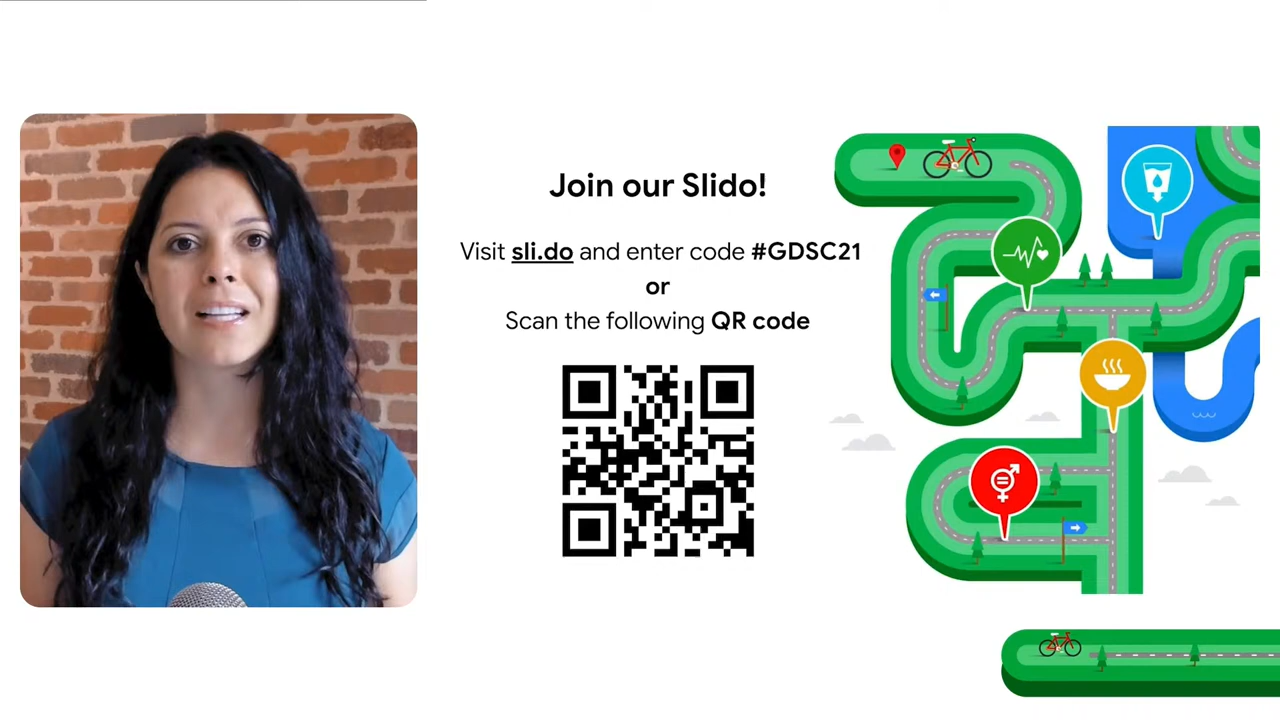 Join our Slido!
Visit sli.do and enter code #GDSC21
or
Scan the following QR code